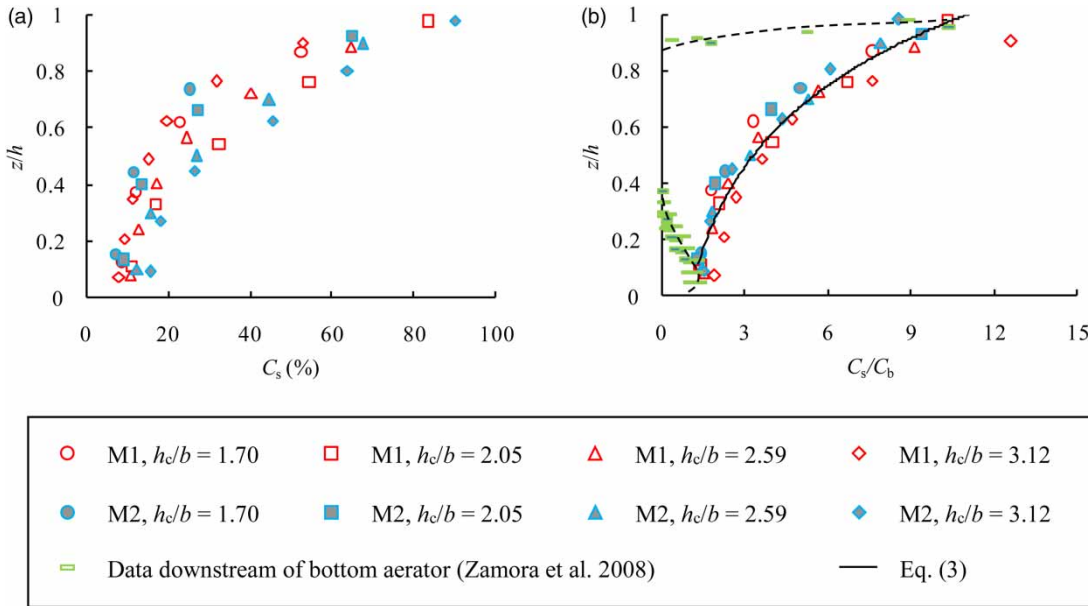 (a)
1
0.8
0.6
0.4
0.2
0
z/h
0 20 40 60 80 100
Cs (%)
(b)
1
0.8
0.6
0.4
0.2
0
z/h
0 3 6 9 12 15
Cs/Cb
M1, hc/b = 1.70 M1, hc/b = 2.05 M1, hc/b = 2.59 M1, hc/b = 3.12
M2, hc/b = 1.70 M2, hc/b = 2.05 M2, hc/b = 2.59 M2, hc/b = 3.12
Data downstream of bottom aerator (Zamora et al. 2008) Eq. (3)